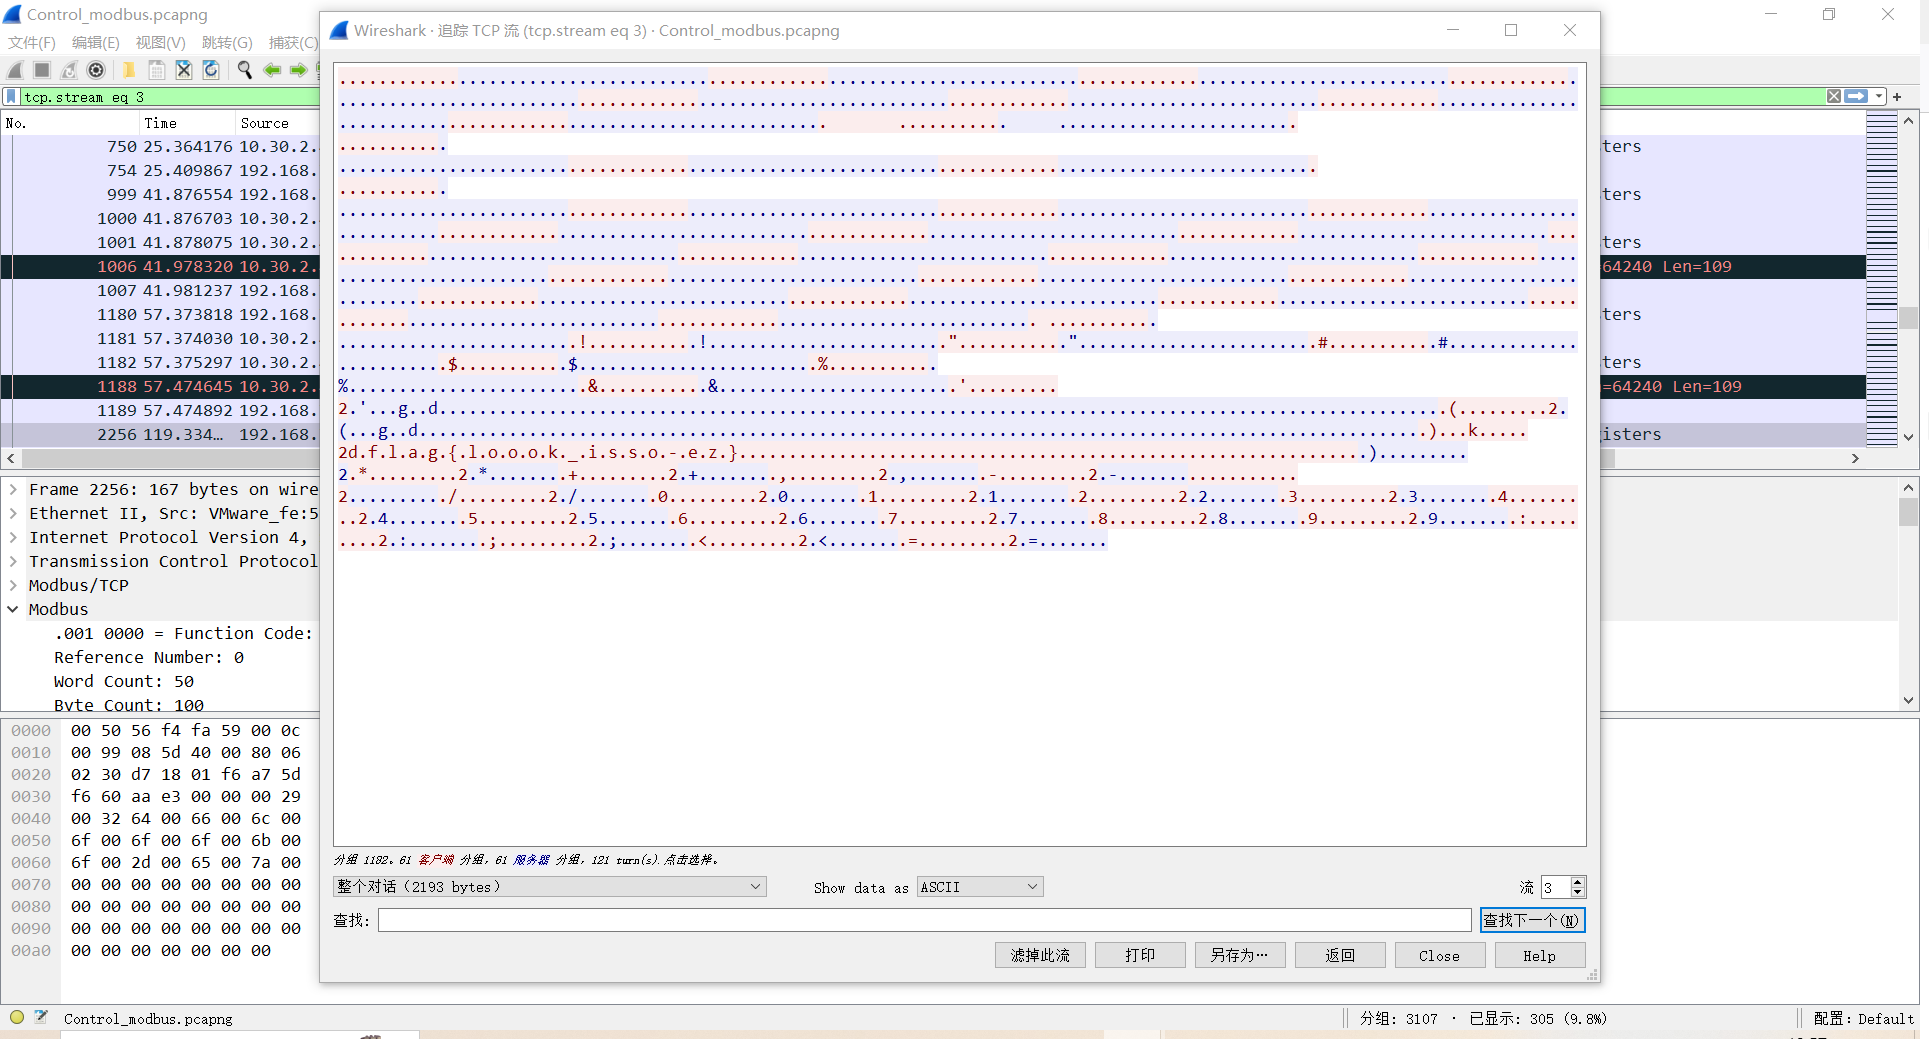 Control_modbus.pcapng
文件(F) 编辑(E) 视图(V) 跳转(G) 捕获(C)
tcp.stream eq 3
No. Time Source
750 25.364176 10.30.2.
754 25.409867 192.168.
999 41.876554 192.168.
1000 41.876703 10.30.2.
1001 41.878075 10.30.2.
1006 41.978320 10.30.2.
1007 41.981237 192.168.
1180 57.373818 192.168.
1181 57.374030 10.30.2.
1182 57.375297 10.30.2.
1188 57.474645 10.30.2.
1189 57.474892 192.168.
2256 119.334… 192.168.
sters
sters
sters
=64240 Len=109
sters
sters
=64240 Len=109
isters
Frame 2256: 167 bytes on wire
Ethernet II, Src: VMware_fe:5
Internet Protocol Version 4,
Transmission Control Protocol
Modbus/TCP
Modbus
.001 0000 = Function Code:
Reference Number: 0
Word Count: 50
Byte Count: 100
0000 00 50 56 f4 fa 59 00 0c
0010 00 99 08 5d 40 00 80 06
0020 02 30 d7 18 01 f6 a7 5d
0030 f6 60 aa e3 00 00 00 29
0040 00 32 64 00 66 00 6c 00
0050 6f 00 6f 00 6f 00 6b 00
0060 6f 00 2d 00 65 00 7a 00
0070 00 00 00 00 00 00 00 00
0080 00 00 00 00 00 00 00 00
0090 00 00 00 00 00 00 00 00
00a0 00 00 00 00 00 00 00
Wireshark · 追踪 TCP 流 (tcp.stream eq 3) · Control_modbus.pcapng
.!...........!........................."..........."........................#...........#.............
...........$...........$........................%...........
%........................&...........&........................'.........
2.'...g..d.....(.........2.
(...g..d.....)...k.....
2d.f.l.a.g.{.l.o.o.o.k._.i.s.s.o.-.e.z.}.....).........
2.*.........2.*........+.........2.+........,.........2.,........-.........2.-........
2........../.........2./........0.........2.0........1.........2.1........2.........2.2........3.........2.3........4.......
..2.4........5.........2.5........6.........2.6........7.........2.7........8.........2.8........9.........2.9........:.....
....2.:........;.........2.;........<.........2.<........=.........2.=.......
分组 1182。61 客户端 分组, 61 服务器 分组, 121 turn(s).点击选择。
整个对话 (2193 bytes)
Show data as ASCII
流 3
查找:
查找下一个(N)
滤掉此流 打印 另存为… 返回 Close Help
Control_modbus.pcapng
分组: 3107 · 已显示: 305 (9.8%)
配置: Default